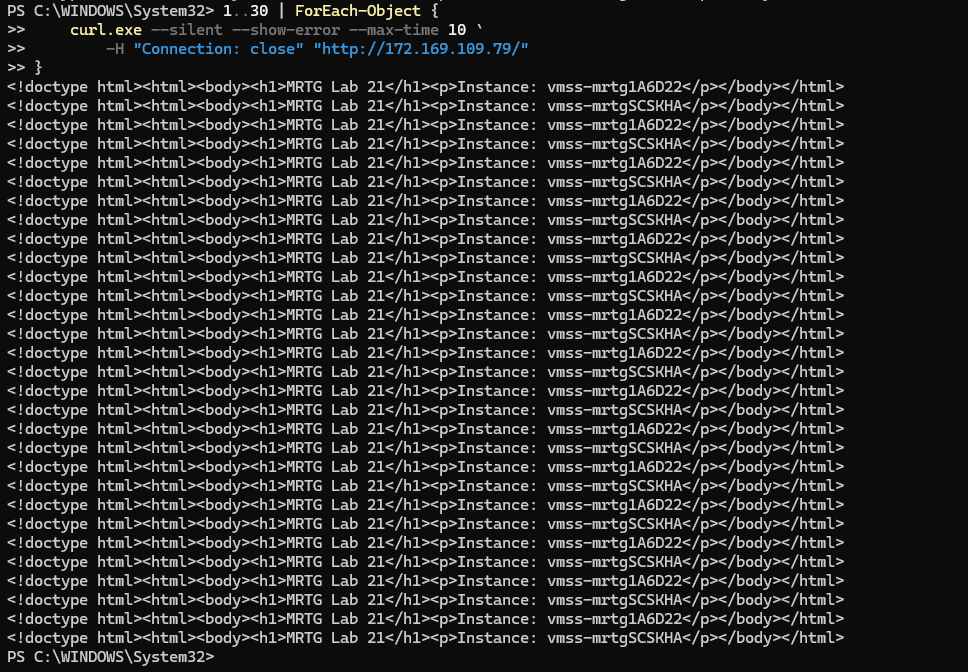 PS C:\WINDOWS\System32> 1..30 | ForEach-Object {
>>     curl.exe --silent --show-error --max-time 10 `
>>         -H "Connection: close" "http://172.169.109.79/"
>> }
<!doctype html><html><body><h1>MRTG Lab 21</h1><p>Instance: vmss-mrtg1A6D22</p></body></html>
<!doctype html><html><body><h1>MRTG Lab 21</h1><p>Instance: vmss-mrtgSCSKHA</p></body></html>
<!doctype html><html><body><h1>MRTG Lab 21</h1><p>Instance: vmss-mrtg1A6D22</p></body></html>
<!doctype html><html><body><h1>MRTG Lab 21</h1><p>Instance: vmss-mrtgSCSKHA</p></body></html>
<!doctype html><html><body><h1>MRTG Lab 21</h1><p>Instance: vmss-mrtg1A6D22</p></body></html>
<!doctype html><html><body><h1>MRTG Lab 21</h1><p>Instance: vmss-mrtgSCSKHA</p></body></html>
<!doctype html><html><body><h1>MRTG Lab 21</h1><p>Instance: vmss-mrtg1A6D22</p></body></html>
<!doctype html><html><body><h1>MRTG Lab 21</h1><p>Instance: vmss-mrtgSCSKHA</p></body></html>
<!doctype html><html><body><h1>MRTG Lab 21</h1><p>Instance: vmss-mrtg1A6D22</p></body></html>
<!doctype html><html><body><h1>MRTG Lab 21</h1><p>Instance: vmss-mrtgSCSKHA</p></body></html>
<!doctype html><html><body><h1>MRTG Lab 21</h1><p>Instance: vmss-mrtg1A6D22</p></body></html>
<!doctype html><html><body><h1>MRTG Lab 21</h1><p>Instance: vmss-mrtgSCSKHA</p></body></html>
<!doctype html><html><body><h1>MRTG Lab 21</h1><p>Instance: vmss-mrtg1A6D22</p></body></html>
<!doctype html><html><body><h1>MRTG Lab 21</h1><p>Instance: vmss-mrtgSCSKHA</p></body></html>
<!doctype html><html><body><h1>MRTG Lab 21</h1><p>Instance: vmss-mrtg1A6D22</p></body></html>
<!doctype html><html><body><h1>MRTG Lab 21</h1><p>Instance: vmss-mrtgSCSKHA</p></body></html>
<!doctype html><html><body><h1>MRTG Lab 21</h1><p>Instance: vmss-mrtg1A6D22</p></body></html>
<!doctype html><html><body><h1>MRTG Lab 21</h1><p>Instance: vmss-mrtgSCSKHA</p></body></html>
<!doctype html><html><body><h1>MRTG Lab 21</h1><p>Instance: vmss-mrtg1A6D22</p></body></html>
<!doctype html><html><body><h1>MRTG Lab 21</h1><p>Instance: vmss-mrtgSCSKHA</p></body></html>
<!doctype html><html><body><h1>MRTG Lab 21</h1><p>Instance: vmss-mrtg1A6D22</p></body></html>
<!doctype html><html><body><h1>MRTG Lab 21</h1><p>Instance: vmss-mrtgSCSKHA</p></body></html>
<!doctype html><html><body><h1>MRTG Lab 21</h1><p>Instance: vmss-mrtg1A6D22</p></body></html>
<!doctype html><html><body><h1>MRTG Lab 21</h1><p>Instance: vmss-mrtgSCSKHA</p></body></html>
<!doctype html><html><body><h1>MRTG Lab 21</h1><p>Instance: vmss-mrtg1A6D22</p></body></html>
<!doctype html><html><body><h1>MRTG Lab 21</h1><p>Instance: vmss-mrtgSCSKHA</p></body></html>
<!doctype html><html><body><h1>MRTG Lab 21</h1><p>Instance: vmss-mrtg1A6D22</p></body></html>
<!doctype html><html><body><h1>MRTG Lab 21</h1><p>Instance: vmss-mrtgSCSKHA</p></body></html>
<!doctype html><html><body><h1>MRTG Lab 21</h1><p>Instance: vmss-mrtg1A6D22</p></body></html>
<!doctype html><html><body><h1>MRTG Lab 21</h1><p>Instance: vmss-mrtgSCSKHA</p></body></html>
PS C:\WINDOWS\System32>